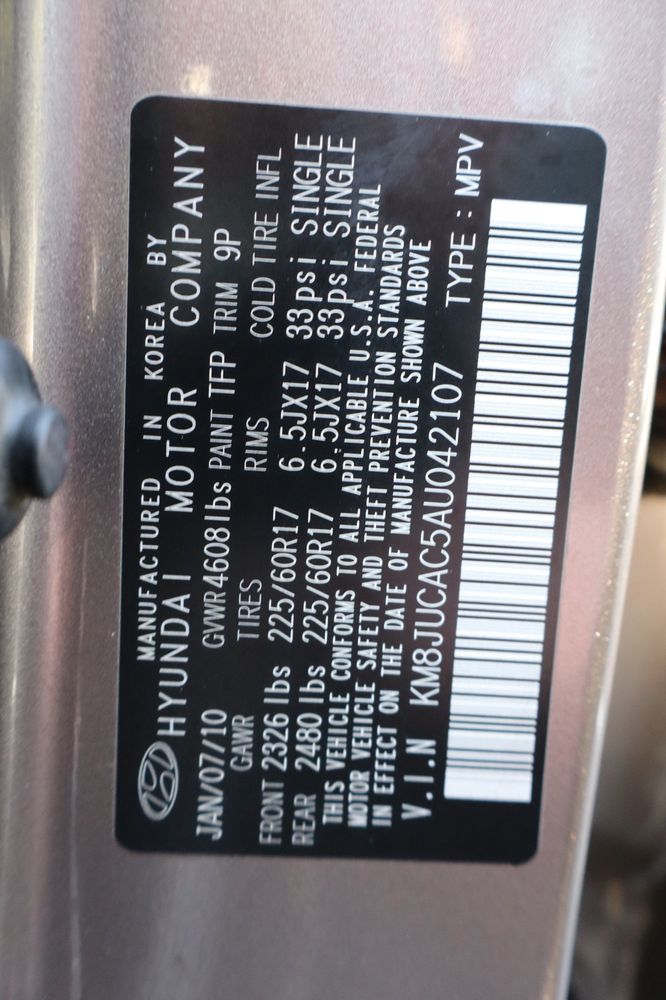 MANUFACTURED IN KOREA BY
HYUNDAI MOTOR COMPANY
JAN/07/10 GVWR 4608lbs PAINT TFP TRIM 9P
GAWR TIRES RIMS COLD TIRE INFL
FRONT 2326 lbs 225/60R17 6.5JX17 33psi SINGLE
REAR 2480 lbs 225/60R17 6.5JX17 33psi SINGLE
THIS VEHICLE CONFORMS TO ALL APPLICABLE U.S.A. FEDERAL
MOTOR VEHICLE SAFETY AND THEFT PREVENTION STANDARDS
IN EFFECT ON THE DATE OF MANUFACTURE SHOWN ABOVE
V.I.N KM8JUCAC5AU042107 TYPE : MPV